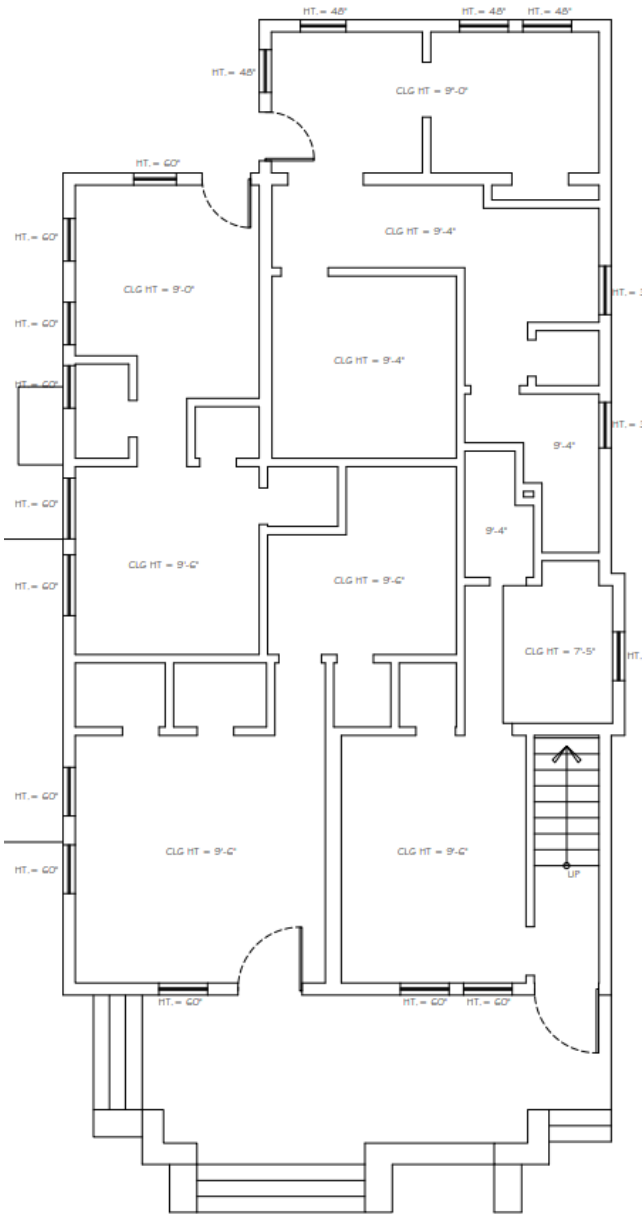 HT. = 48"
HT. = 48"
HT. = 48"
HT. = 48"
CLG HT = 9'-0"
HT. = 60"
HT. = 60"
CLG HT = 9'-4"
CLG HT = 9'-0"
HT. = 60"
CLG HT = 9'-4"
HT. = 60"
9'-4"
HT. = 60"
9'-4"
CLG HT = 9'-6"
CLG HT = 9'-6"
HT. = 60"
CLG HT = 7'-5"
HT.
HT. = 60"
CLG HT = 9'-6"
CLG HT = 9'-6"
HT. = 60"
UP
HT. = 60"
HT. = 60"
HT. = 60"